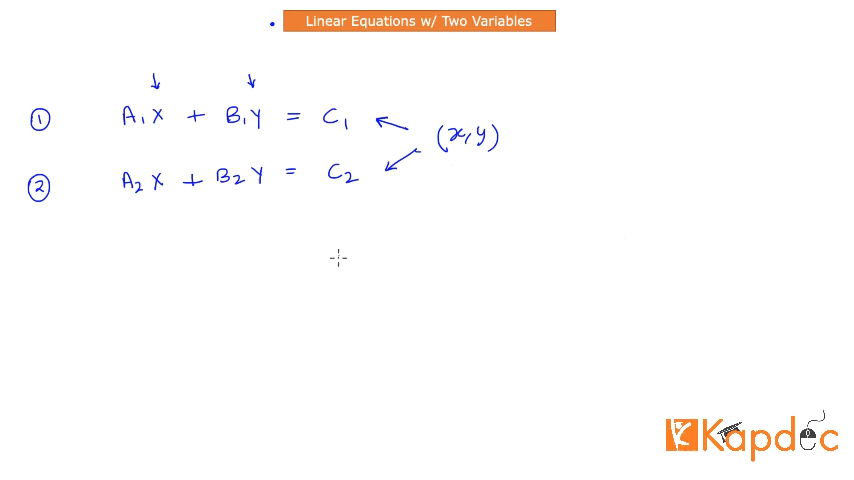 Linear Equations w/ Two Variables
① A₁X + B₁Y = C₁
(x, y)
② A₂X + B₂Y = C₂
Kapdec